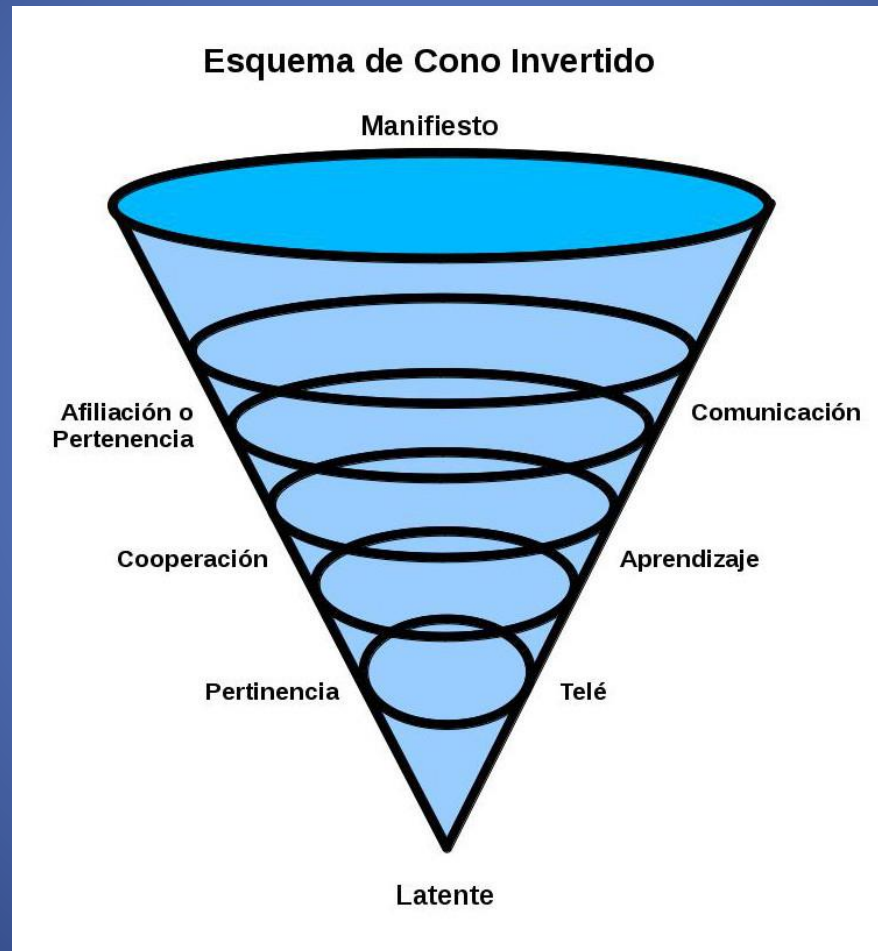 Esquema de Cono Invertido
Manifiesto
Afiliación o
Pertenencia
Comunicación
Cooperación
Aprendizaje
Pertinencia
Telé
Latente